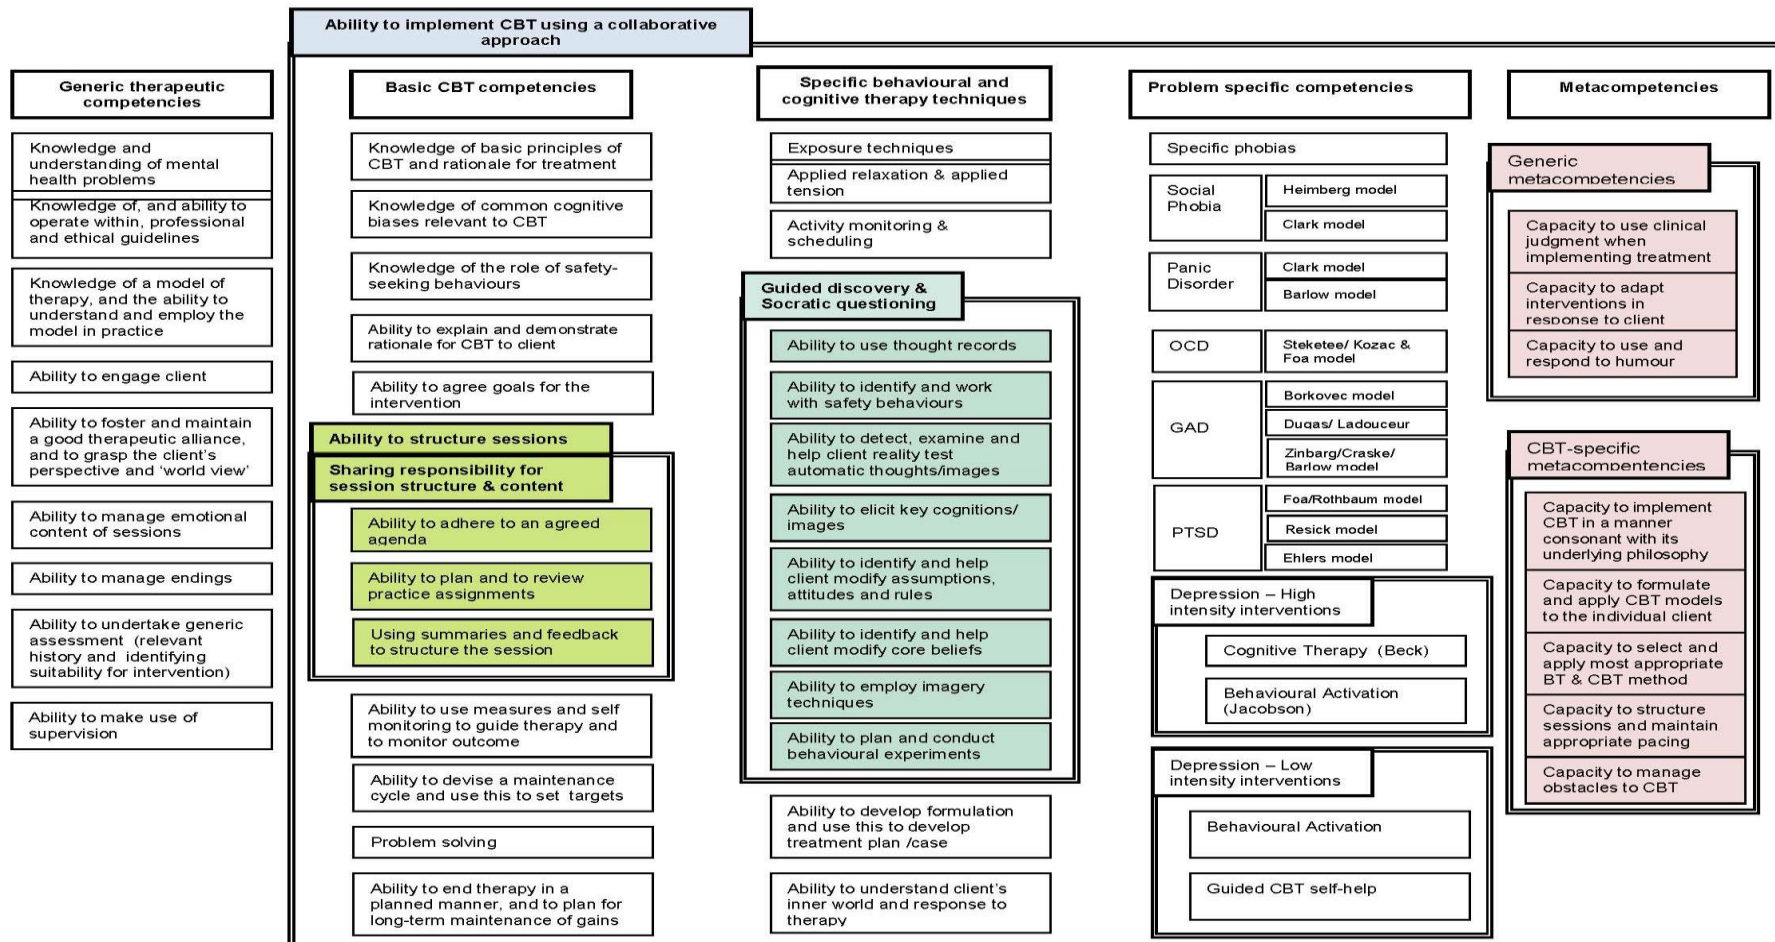 Ability to implement CBT using a collaborative
approach
Generic therapeutic
competencies
Knowledge and
understanding of mental
health problems
Knowledge of, and ability to
operate within, professional
and ethical guidelines
Knowledge of a model of
therapy, and the ability to
understand and employ the
model in practice
Ability to engage client
Ability to foster and maintain
a good therapeutic alliance,
and to grasp the client's
perspective and 'world view'
Ability to manage emotional
content of sessions
Ability to manage endings
Ability to undertake generic
assessment (relevant
history and identifying
suitability for intervention)
Ability to make use of
supervision
Basic CBT competencies
Knowledge of basic principles of
CBT and rationale for treatment
Knowledge of common cognitive
biases relevant to CBT
Knowledge of the role of safety-
seeking behaviours
Ability to explain and demonstrate
rationale for CBT to client
Ability to agree goals for the
intervention
Ability to structure sessions
Sharing responsibility for
session structure & content
Ability to adhere to an agreed
agenda
Ability to plan and to review
practice assignments
Using summaries and feedback
to structure the session
Ability to use measures and self
monitoring to guide therapy and
to monitor outcome
Ability to devise a maintenance
cycle and use this to set targets
Problem solving
Ability to end therapy in a
planned manner, and to plan for
long-term maintenance of gains
Specific behavioural and
cognitive therapy techniques
Exposure techniques
Applied relaxation & applied
tension
Activity monitoring &
scheduling
Guided discovery &
Socratic questioning
Ability to use thought records
Ability to identify and work
with safety behaviours
Ability to detect, examine and
help client reality test
automatic thoughts/images
Ability to elicit key cognitions/
images
Ability to identify and help
client modify assumptions,
attitudes and rules
Ability to identify and help
client modify core beliefs
Ability to employ imagery
techniques
Ability to plan and conduct
behavioural experiments
Ability to develop formulation
and use this to develop
treatment plan /case
Ability to understand client's
inner world and response to
therapy
Problem specific competencies
Specific phobias
Social
Phobia
Heimberg model
Clark model
Panic
Disorder
Clark model
Barlow model
OCD
Steketee/ Kozac &
Foa model
GAD
Borkovec model
Dugas/ Ladouceur
Zinbarg/Craske/
Barlow model
PTSD
Foa/Rothbaum model
Resick model
Ehlers model
Depression – High
intensity interventions
Cognitive Therapy (Beck)
Behavioural Activation
(Jacobson)
Depression – Low
intensity interventions
Behavioural Activation
Guided CBT self-help
Metacompetencies
Generic
metacompetencies
Capacity to use clinical
judgment when
implementing treatment
Capacity to adapt
interventions in
response to client
Capacity to use and
respond to humour
CBT-specific
metacompentencies
Capacity to implement
CBT in a manner
consonant with its
underlying philosophy
Capacity to formulate
and apply CBT models
to the individual client
Capacity to select and
apply most appropriate
BT & CBT method
Capacity to structure
sessions and maintain
appropriate pacing
Capacity to manage
obstacles to CBT